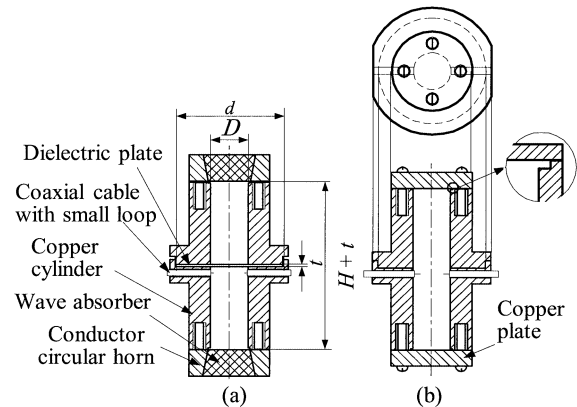 d
D
Dielectric plate
Coaxial cable
with small loop
Copper
cylinder
Wave absorber
Conductor
circular horn
t
H + t
Copper
plate
(a)
(b)